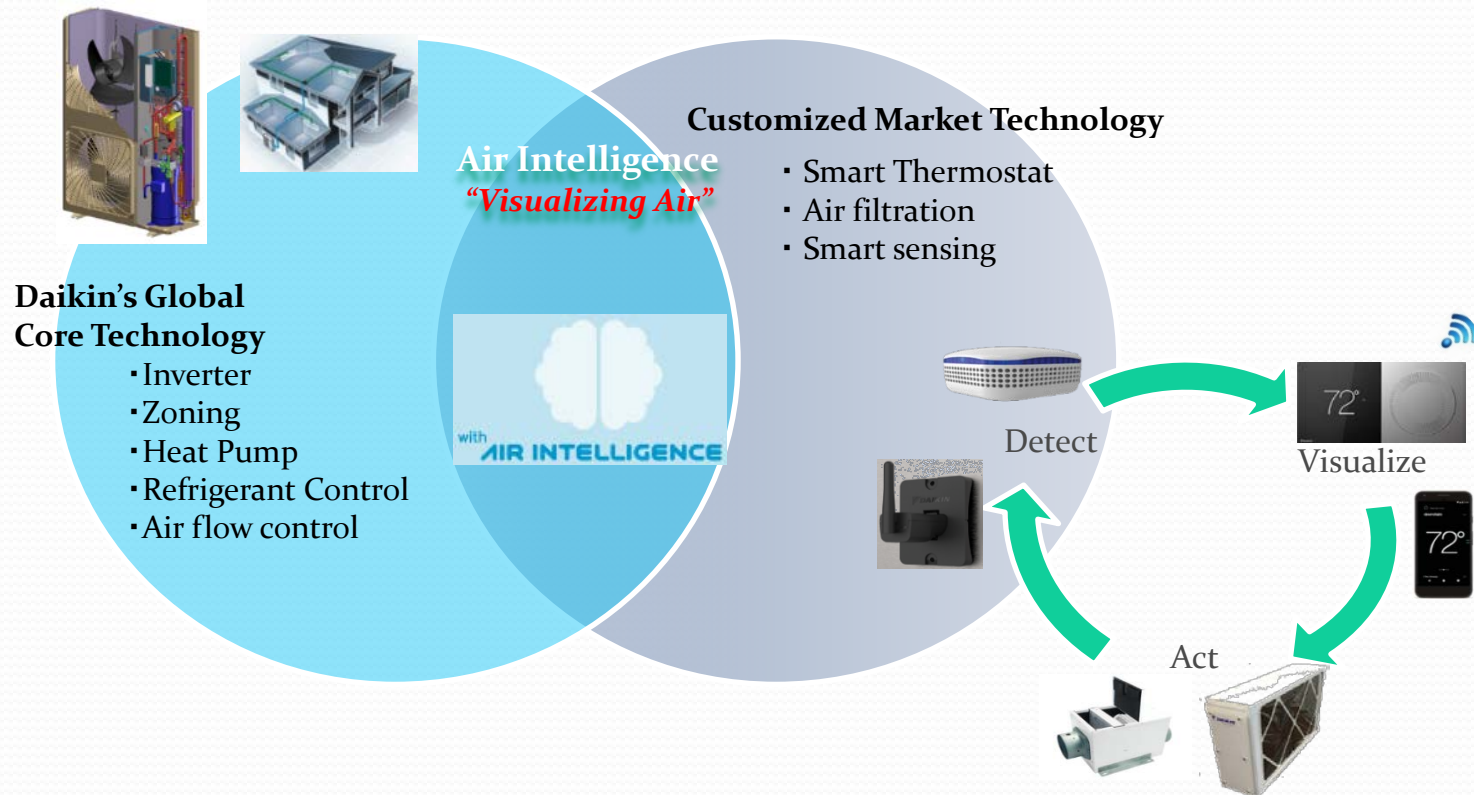 Air Intelligence
“Visualizing Air”
with
AIR INTELLIGENCE
Daikin’s Global
Core Technology
・Inverter
・Zoning
・Heat Pump
・Refrigerant Control
・Air flow control
Customized Market Technology
・Smart Thermostat
・Air filtration
・Smart sensing
Detect
72°
Visualize
72°
Act